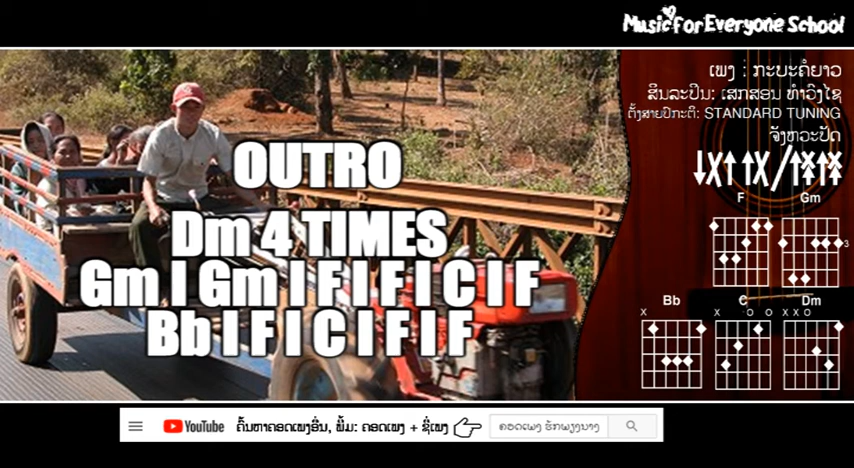 Music For Everyone School
ເພງ : ກະບະຄໍຍາວ
ສິນລະປິນ: ເສກສອນ ທຳວົງໄຊ
ຕັ້ງສາຍປົກະຕິ: STANDARD TUNING
ຈັງຫວະປັດ
OUTRO
Dm 4 TIMES
Gm I Gm I F I F I C I F
Bb I F I C I F I F
F Gm
3
Bb C Dm
X X O O X X O
YouTube ຄົ້ນຫາຄອດເພງອື່ນ, ພິມ: ຄອດເພງ + ຊື່ເພງ ຄອດເພງ ຮັກພຽງນາງ